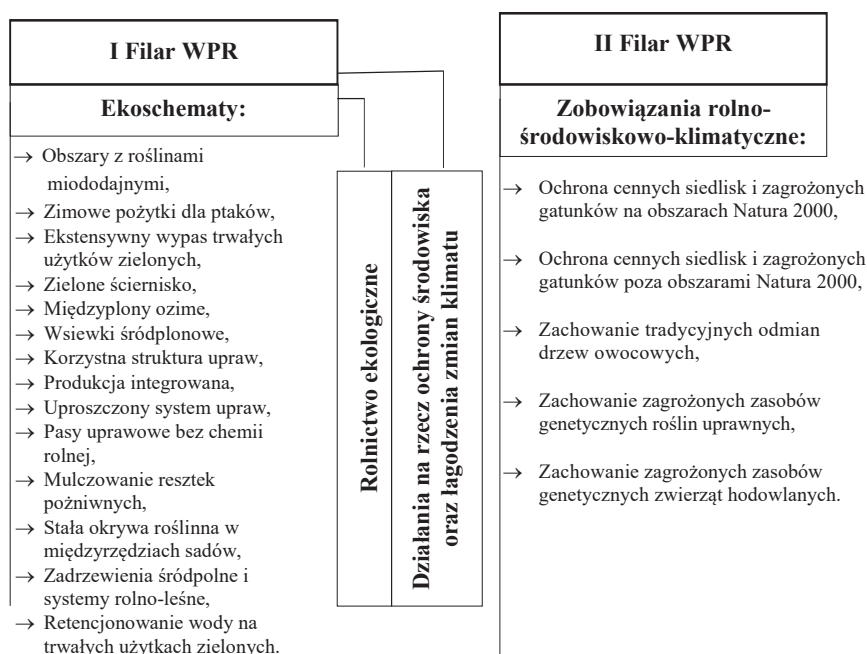 I Filar WPR
Ekoschematy:
→ Obszary z roślinami
miododajnymi,
→ Zimowe pożytki dla ptaków,
→ Ekstensywny wypas trwałych
użytków zielonych,
→ Zielone ściernisko,
→ Międzyplony ozime,
→ Wsiewki śródplonowe,
→ Korzystna struktura upraw,
→ Produkcja integrowana,
→ Uproszczony system upraw,
→ Pasy uprawowe bez chemii
rolnej,
→ Mulczowanie resztek
pożniwnych,
→ Stała okrywa roślinna w
międzyrzędziach sadów,
→ Zadrzewienia śródpolne i
systemy rolno-leśne,
→ Retencjonowanie wody na
trwałych użytkach zielonych.
Rolnictwo ekologiczne
Działania na rzecz ochrony środowiska
oraz łagodzenia zmian klimatu
II Filar WPR
Zobowiązania rolno-
środowiskowo-klimatyczne:
→ Ochrona cennych siedlisk i zagrożonych
gatunków na obszarach Natura 2000,
→ Ochrona cennych siedlisk i zagrożonych
gatunków poza obszarami Natura 2000,
→ Zachowanie tradycyjnych odmian
drzew owocowych,
→ Zachowanie zagrożonych zasobów
genetycznych roślin uprawnych,
→ Zachowanie zagrożonych zasobów
genetycznych zwierząt hodowlanych.